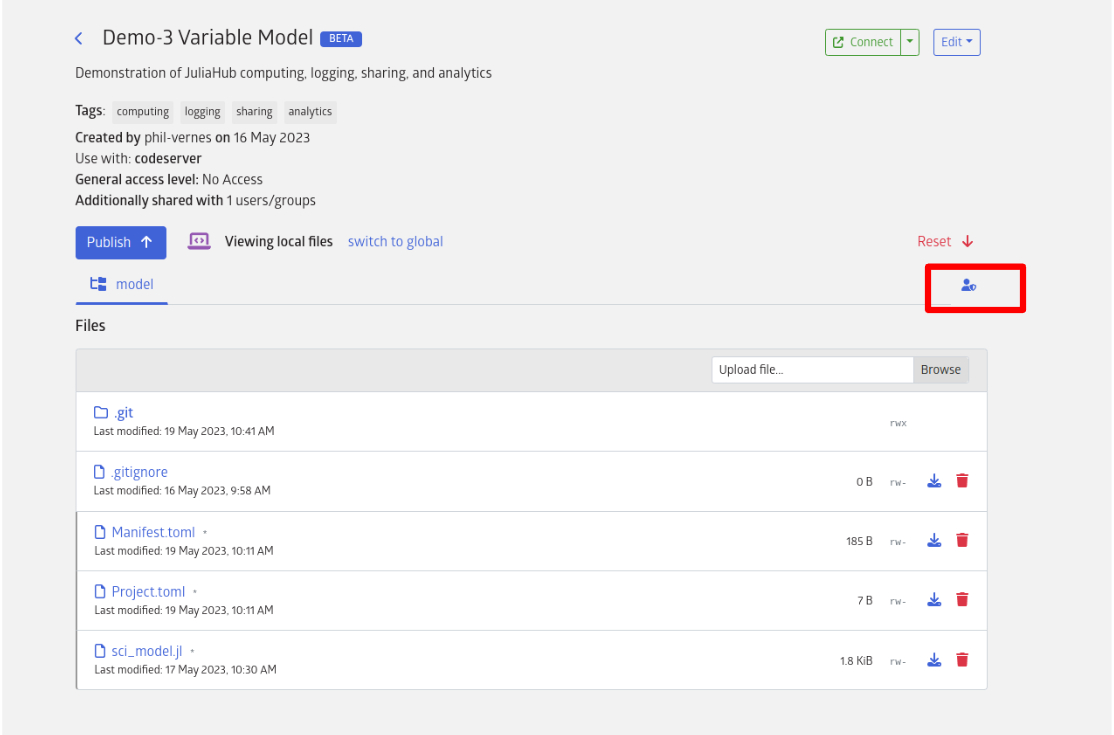 Demo-3 Variable Model BETA
Connect
Edit
Demonstration of JuliaHub computing, logging, sharing, and analytics
Tags: computing logging sharing analytics
Created by phil-vernes on 16 May 2023
Use with: codeserver
General access level: No Access
Additionally shared with 1 users/groups
Publish
Viewing local files switch to global
Reset
model
Files
Upload file... Browse
.git
Last modified: 19 May 2023, 10:41 AM
rwx
.gitignore
Last modified: 16 May 2023, 9:58 AM
0 B rw-
Manifest.toml *
Last modified: 19 May 2023, 10:11 AM
185 B rw-
Project.toml *
Last modified: 19 May 2023, 10:11 AM
7 B rw-
sci_model.jl *
Last modified: 17 May 2023, 10:30 AM
1.8 KiB rw-